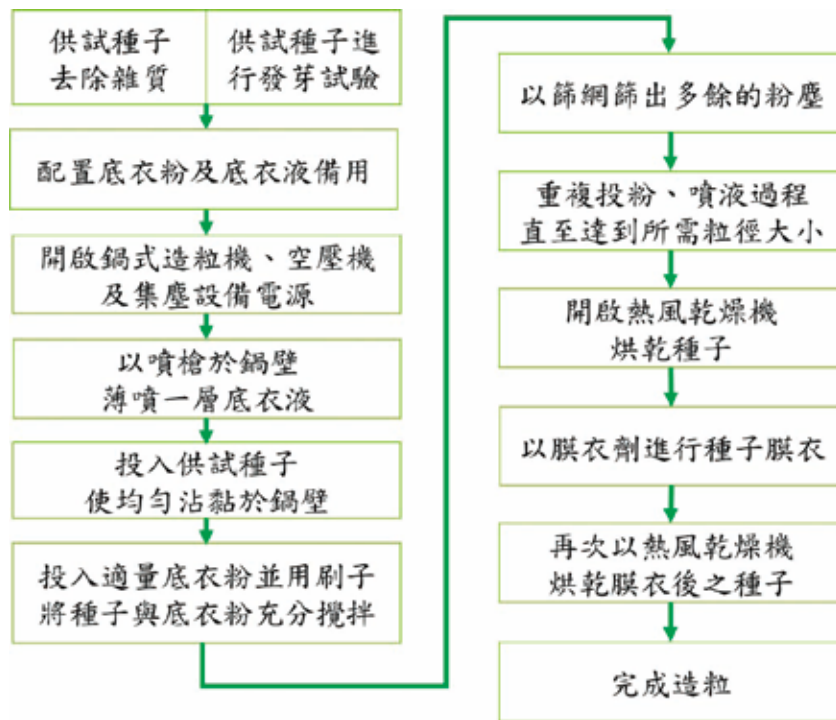 供試種子
去除雜質
供試種子進
行發芽試驗
配置底衣粉及底衣液備用
開啟鍋式造粒機、空壓機
及集塵設備電源
以噴槍於鍋壁
薄噴一層底衣液
投入供試種子
使均勻沾黏於鍋壁
投入適量底衣粉並用刷子
將種子與底衣粉充分攪拌
以篩網篩出多餘的粉塵
重複投粉、噴液過程
直至達到所需粒徑大小
開啟熱風乾燥機
烘乾種子
以膜衣劑進行種子膜衣
再次以熱風乾燥機
烘乾膜衣後之種子
完成造粒